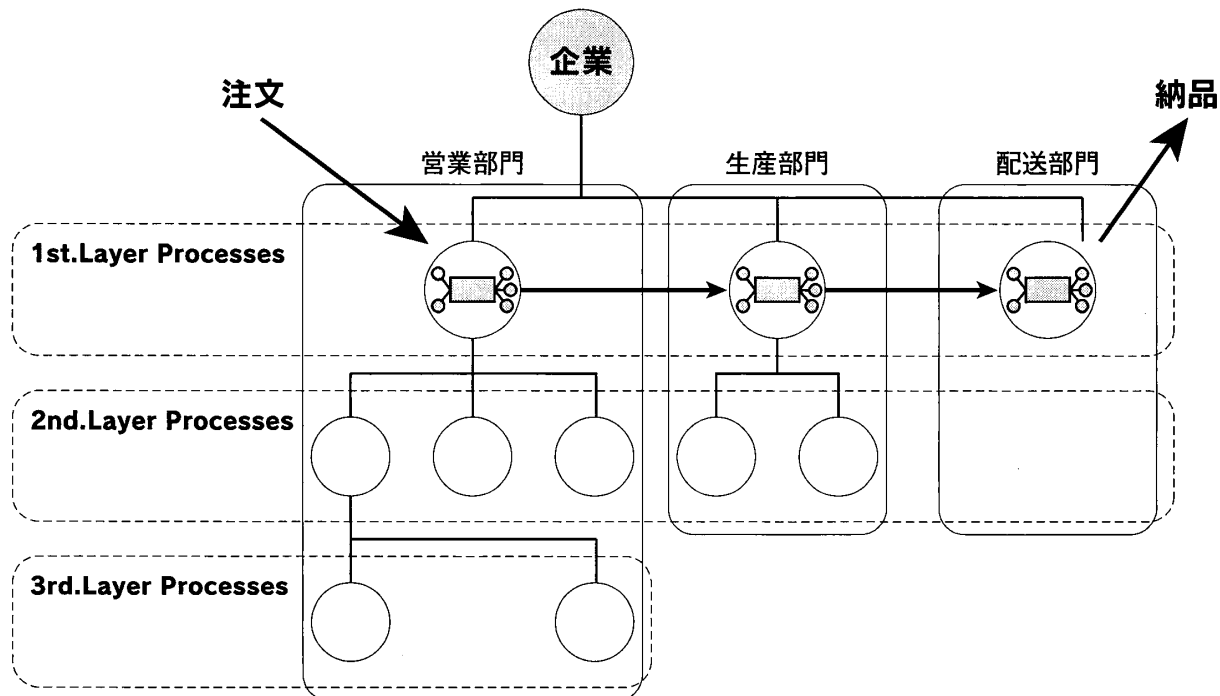 企業
注文
納品
営業部門
生産部門
配送部門
1st.Layer Processes
2nd.Layer Processes
3rd.Layer Processes